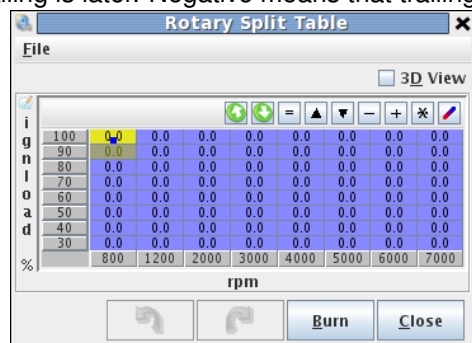 Rotary Split Table
File
3D View
= - + *
100 0.0 0.0 0.0 0.0 0.0 0.0 0.0 0.0
90 0.0 0.0 0.0 0.0 0.0 0.0 0.0 0.0
80 0.0 0.0 0.0 0.0 0.0 0.0 0.0 0.0
70 0.0 0.0 0.0 0.0 0.0 0.0 0.0 0.0
60 0.0 0.0 0.0 0.0 0.0 0.0 0.0 0.0
50 0.0 0.0 0.0 0.0 0.0 0.0 0.0 0.0
40 0.0 0.0 0.0 0.0 0.0 0.0 0.0 0.0
30 0.0 0.0 0.0 0.0 0.0 0.0 0.0 0.0
ignload %
800 1200 2000 3000 4000 5000 6000 7000
rpm
Burn Close